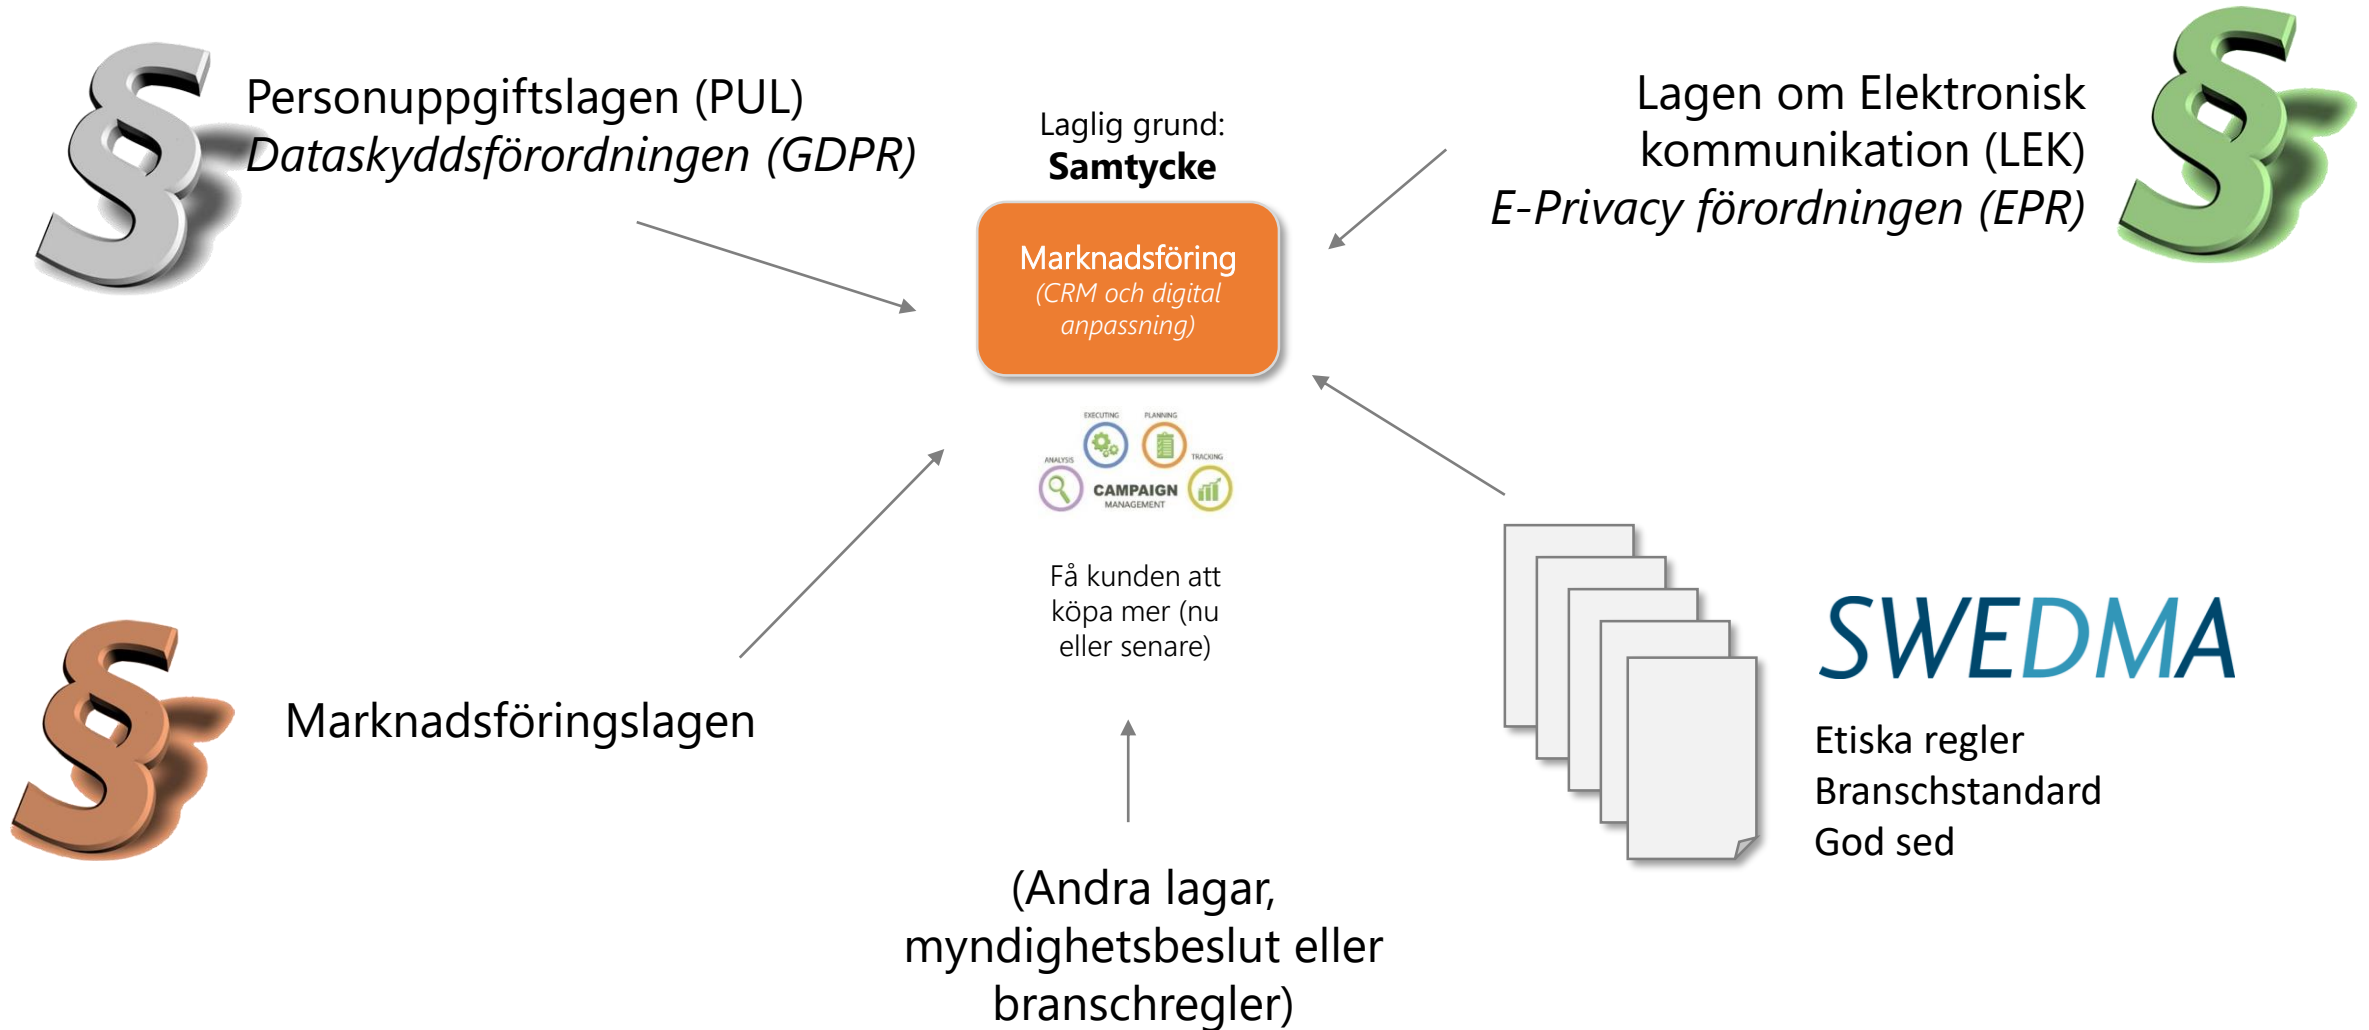 Personuppgiftslagen (PUL)
Dataskyddsförordningen (GDPR)
Laglig grund:
Samtycke
Lagen om Elektronisk
kommunikation (LEK)
E-Privacy förordningen (EPR)
Marknadsföring
(CRM och digital
anpassning)
EXECUTING
PLANNING
ANALYSIS
TRACKING
CAMPAIGN
MANAGEMENT
Få kunden att
köpa mer (nu
eller senare)
Marknadsföringslagen
SWEDMA
Etiska regler
Branschstandard
God sed
(Andra lagar,
myndighetsbeslut eller
branschregler)